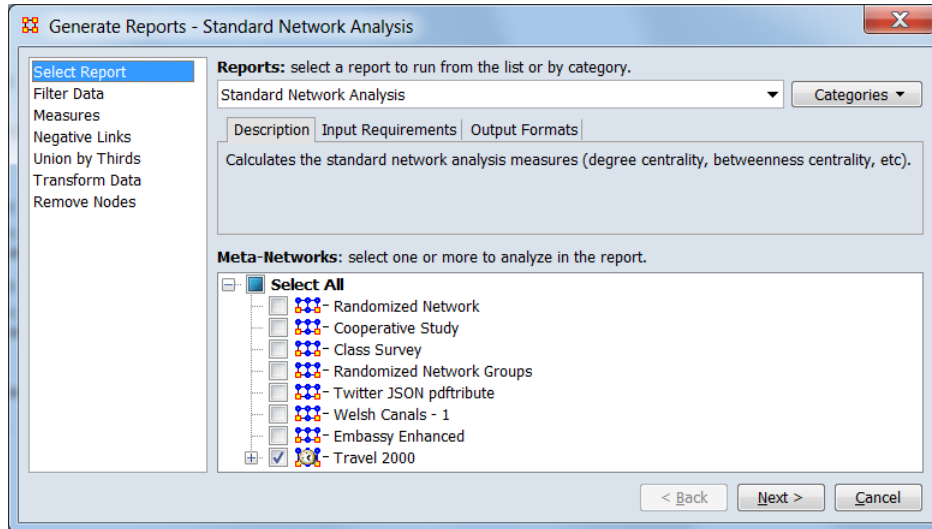 Generate Reports - Standard Network Analysis
Select Report
Filter Data
Measures
Negative Links
Union by Thirds
Transform Data
Remove Nodes
Reports: select a report to run from the list or by category.
Standard Network Analysis
Categories
Description Input Requirements Output Formats
Calculates the standard network analysis measures (degree centrality, betweenness centrality, etc).
Meta-Networks: select one or more to analyze in the report.
Select All
- Randomized Network
- Cooperative Study
- Class Survey
- Randomized Network Groups
- Twitter JSON pdftribute
- Welsh Canals - 1
- Embassy Enhanced
- Travel 2000
< Back Next > Cancel